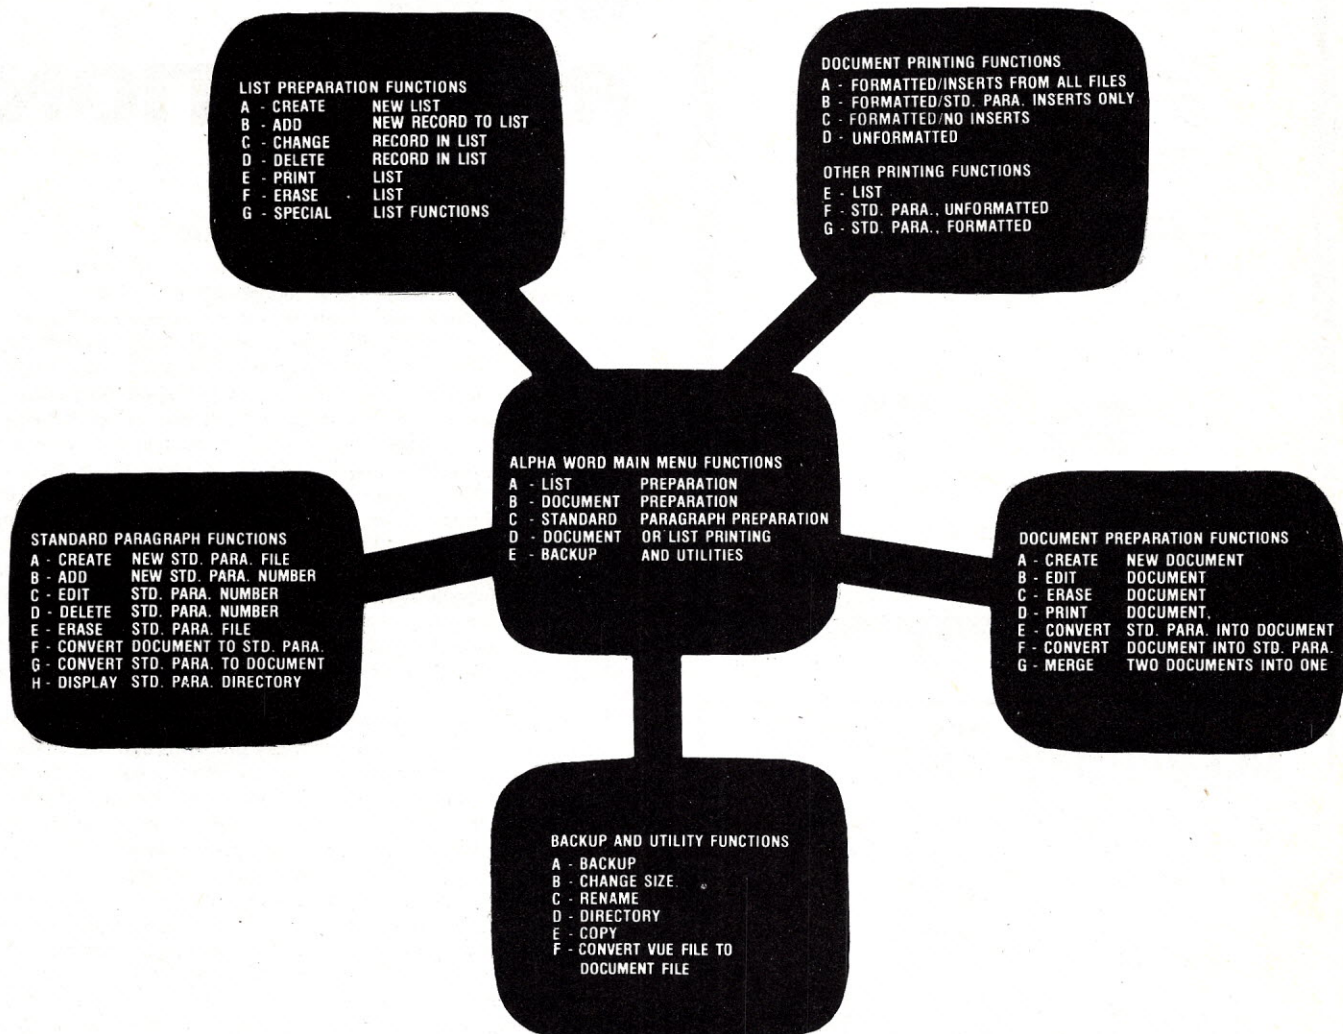 LIST PREPARATION FUNCTIONS
A - CREATE NEW LIST
B - ADD NEW RECORD TO LIST
C - CHANGE RECORD IN LIST
D - DELETE RECORD IN LIST
E - PRINT LIST
F - ERASE LIST
G - SPECIAL LIST FUNCTIONS
DOCUMENT PRINTING FUNCTIONS
A - FORMATTED/INSERTS FROM ALL FILES
B - FORMATTED/STD. PARA. INSERTS ONLY
C - FORMATTED/NO INSERTS
D - UNFORMATTED
OTHER PRINTING FUNCTIONS
E - LIST
F - STD. PARA., UNFORMATTED
G - STD. PARA., FORMATTED
ALPHA WORD MAIN MENU FUNCTIONS
A - LIST PREPARATION
B - DOCUMENT PREPARATION
C - STANDARD PARAGRAPH PREPARATION
D - DOCUMENT OR LIST PRINTING
E - BACKUP AND UTILITIES
STANDARD PARAGRAPH FUNCTIONS
A - CREATE NEW STD. PARA. FILE
B - ADD NEW STD. PARA. NUMBER
C - EDIT STD. PARA. NUMBER
D - DELETE STD. PARA. NUMBER
E - ERASE STD. PARA. FILE
F - CONVERT DOCUMENT TO STD. PARA.
G - CONVERT STD. PARA. TO DOCUMENT
H - DISPLAY STD. PARA. DIRECTORY
DOCUMENT PREPARATION FUNCTIONS
A - CREATE NEW DOCUMENT
B - EDIT DOCUMENT
C - ERASE DOCUMENT
D - PRINT DOCUMENT,
E - CONVERT STD. PARA. INTO DOCUMENT
F - CONVERT DOCUMENT INTO STD. PARA.
G - MERGE TWO DOCUMENTS INTO ONE
BACKUP AND UTILITY FUNCTIONS
A - BACKUP
B - CHANGE SIZE.
C - RENAME
D - DIRECTORY
E - COPY
F - CONVERT VUE FILE TO
DOCUMENT FILE